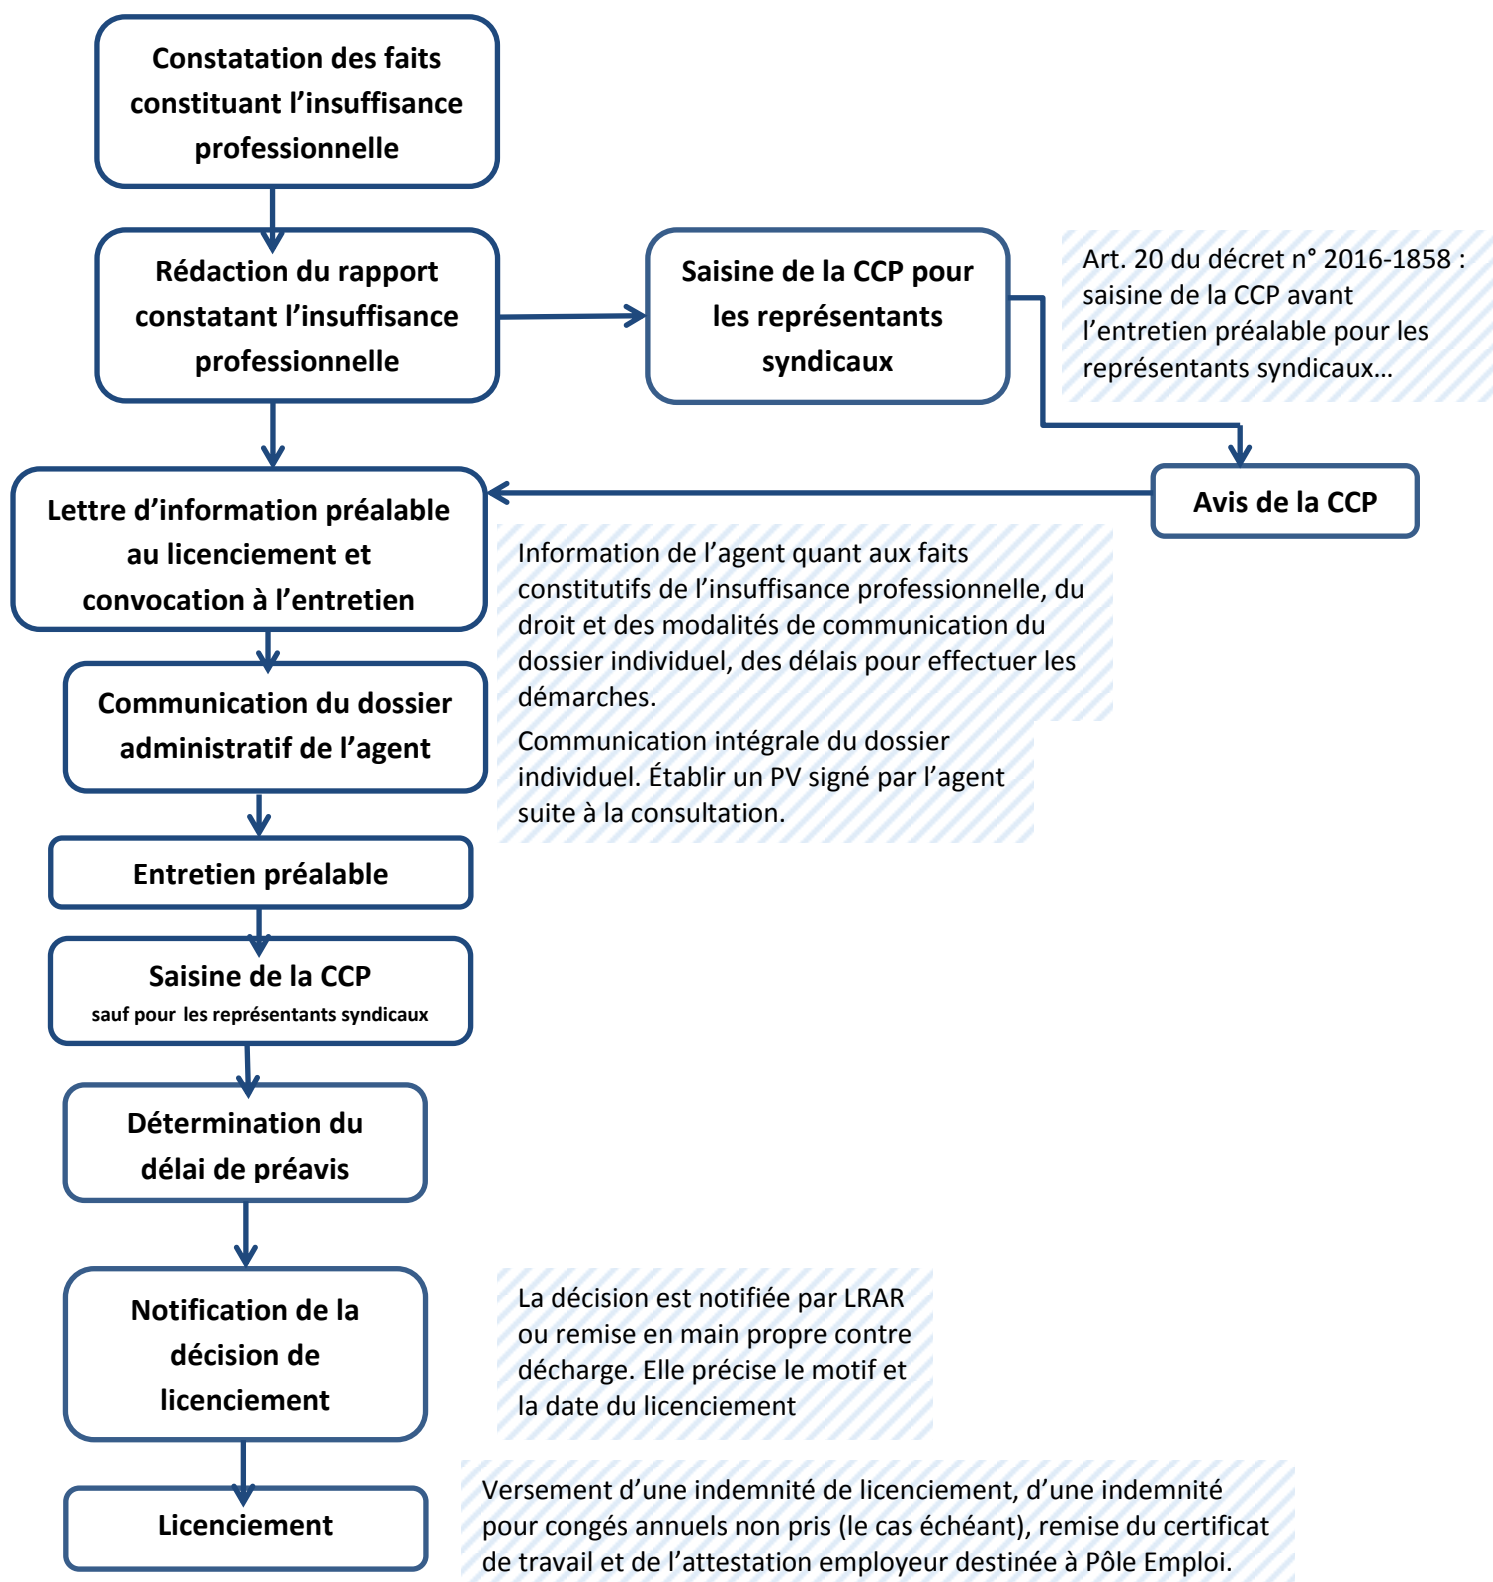 Constatation des faits
constituant l’insuffisance
professionnelle
Rédaction du rapport
constatant l’insuffisance
professionnelle
Saisine de la CCP pour
les représentants
syndicaux
Art. 20 du décret n° 2016-1858 :
saisine de la CCP avant
l’entretien préalable pour les
représentants syndicaux…
Avis de la CCP
Lettre d’information préalable
au licenciement et
convocation à l’entretien
Information de l’agent quant aux faits
constitutifs de l’insuffisance professionnelle, du
droit et des modalités de communication du
dossier individuel, des délais pour effectuer les
démarches.
Communication du dossier
administratif de l’agent
Communication intégrale du dossier
individuel. Établir un PV signé par l’agent
suite à la consultation.
Entretien préalable
Saisine de la CCP
sauf pour les représentants syndicaux
Détermination du
délai de préavis
Notification de la
décision de
licenciement
La décision est notifiée par LRAR
ou remise en main propre contre
décharge. Elle précise le motif et
la date du licenciement
Licenciement
Versement d’une indemnité de licenciement, d’une indemnité
pour congés annuels non pris (le cas échéant), remise du certificat
de travail et de l’attestation employeur destinée à Pôle Emploi.